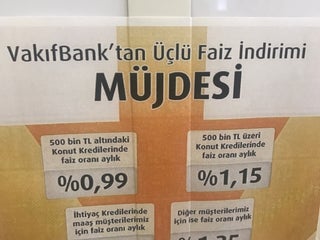 VakıfBank'tan Üçlü Faiz İndirimi
MÜJDESİ
500 bin TL altındaki
Konut Kredilerinde
faiz oranı aylık
%0,99
500 bin TL üzeri
Konut Kredilerinde
faiz oranı aylık
%1,15
İhtiyaç Kredilerinde
maaş müşterilerimiz
için faiz oranı aylık
Diğer müşterilerimiz
için ise faiz oranı aylık